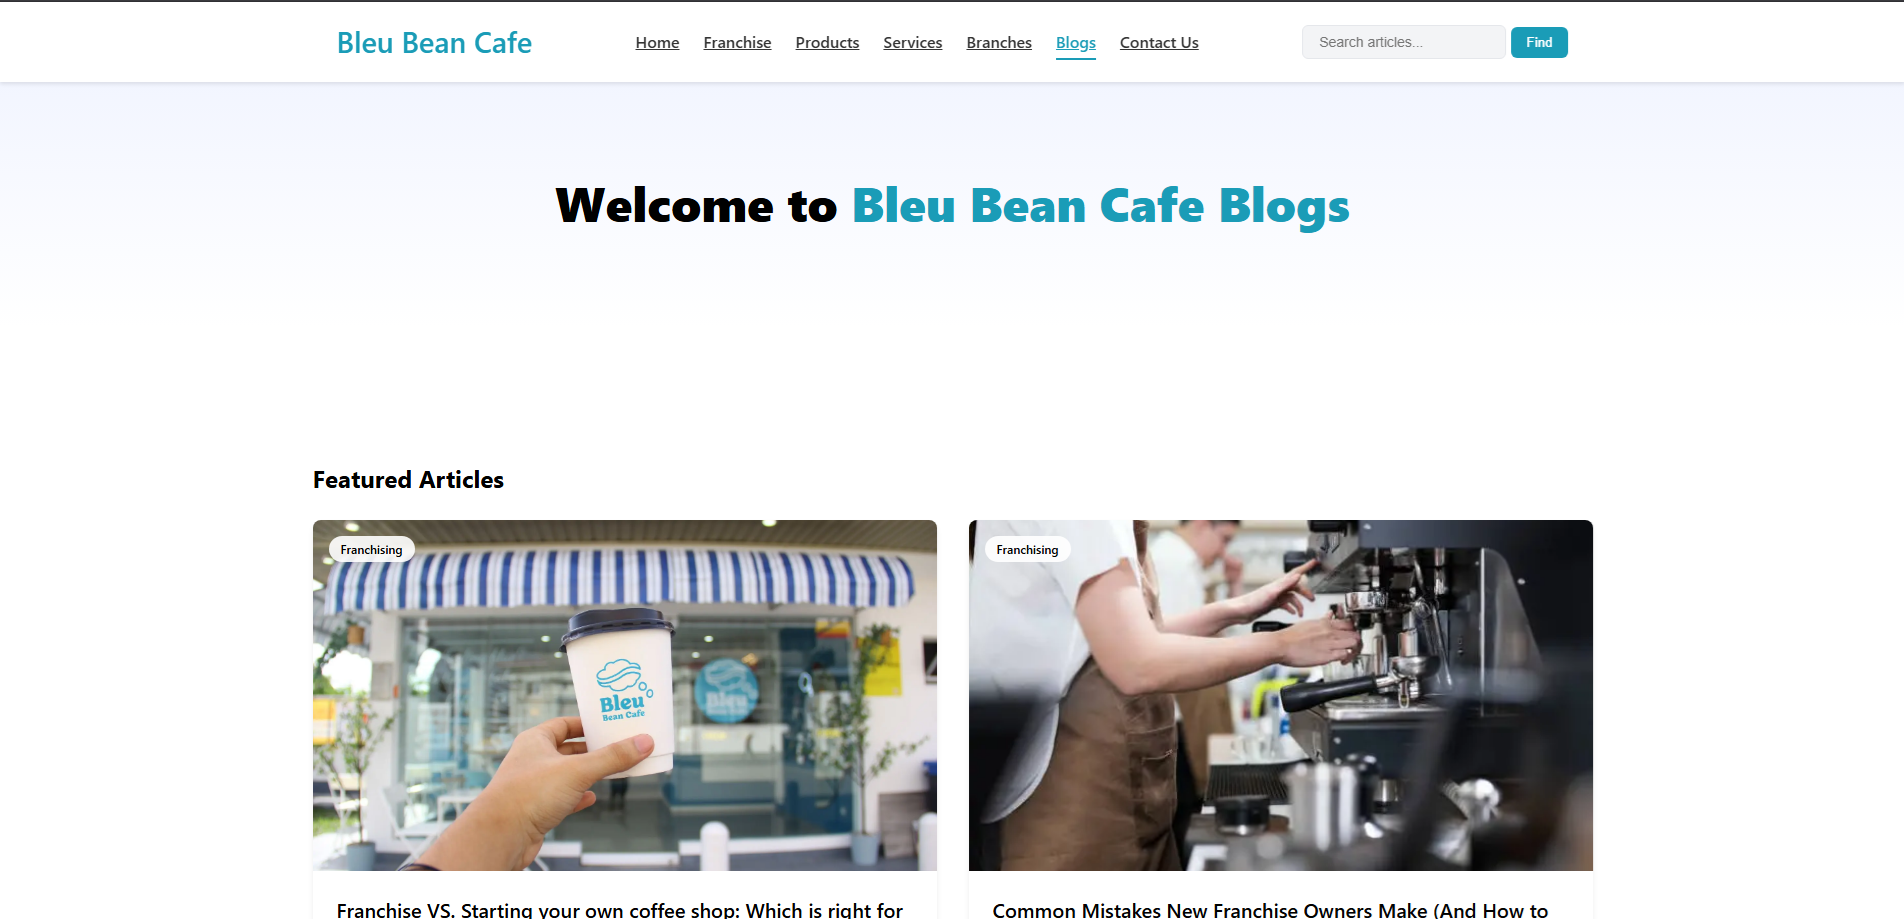 Bleu Bean Cafe
Home Franchise Products Services Branches Blogs Contact Us
Search articles... Find
Welcome to Bleu Bean Cafe Blogs
Featured Articles
Franchising
Bleu
Bean Cafe
Bleu
Franchising
Franchise VS. Starting your own coffee shop: Which is right for
Common Mistakes New Franchise Owners Make (And How to